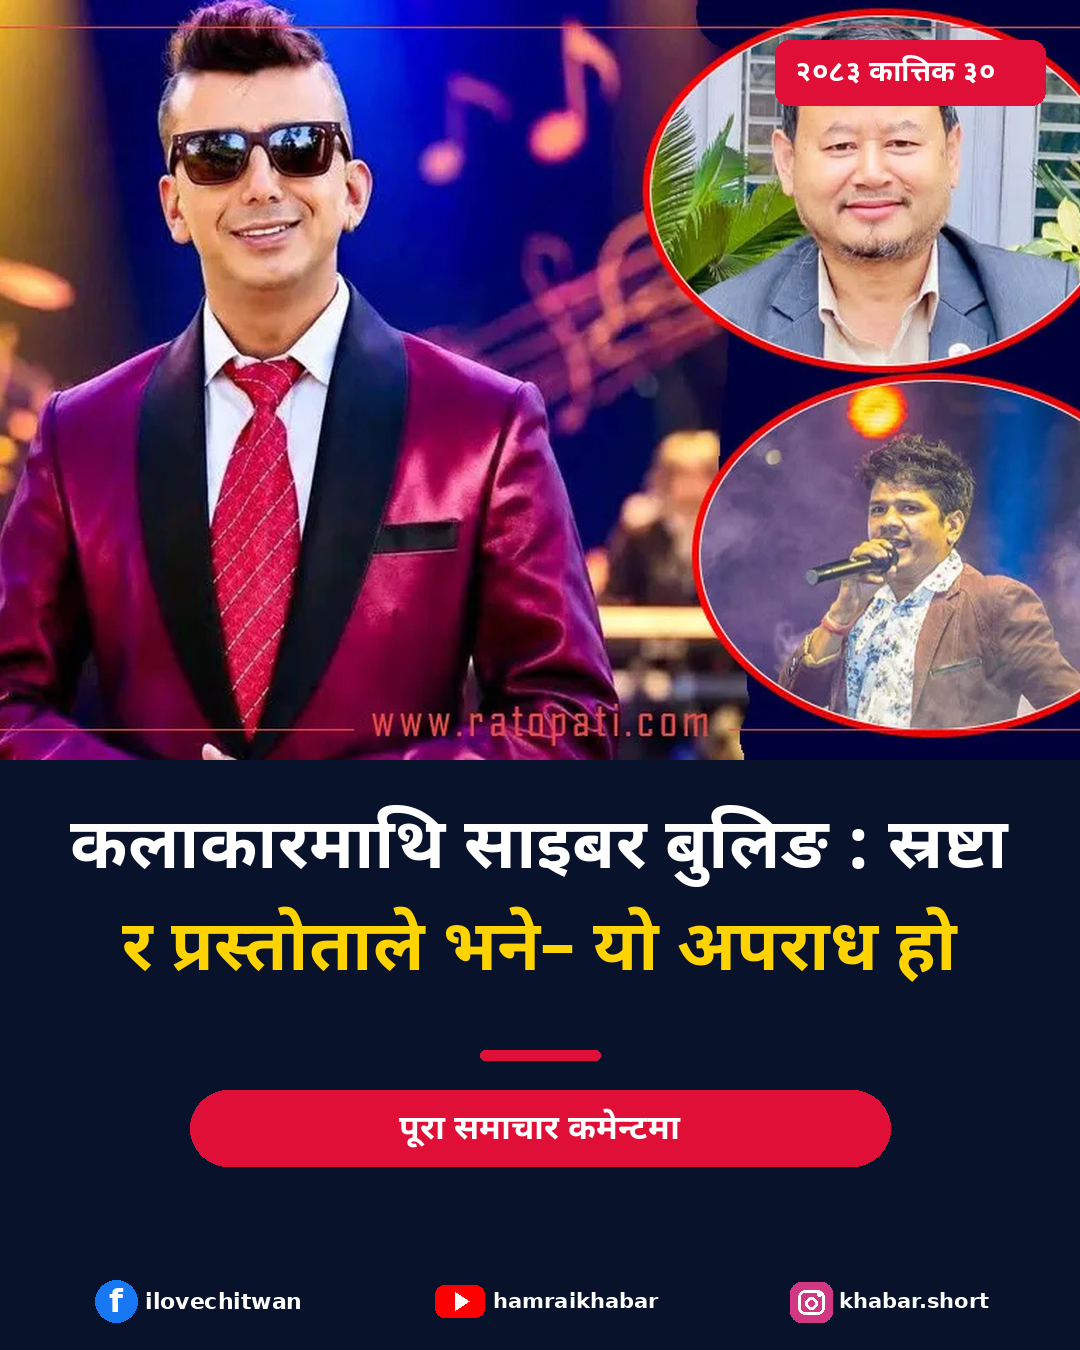 २०८३ कात्तिक ३०
www.ratopati.com
कलाकारमाथि साइबर बुलिङ : स्रष्टा
र प्रस्तोताले भने– यो अपराध हो
पूरा समाचार कमेन्टमा
ilovechitwan
hamraikhabar
khabar.short